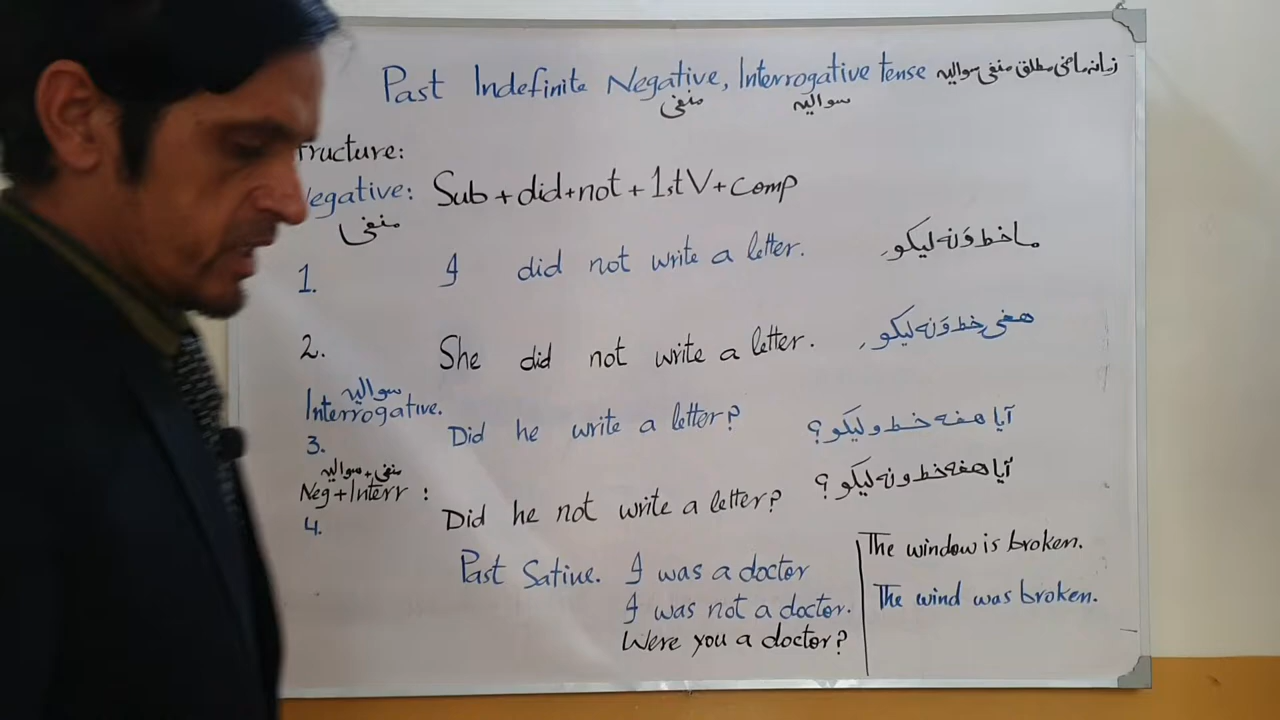 Past Indefinite Negative, Interrogative tense زمانه ماضی مطلق منفی سوالیه
منفی سوالیه
tructure:
egative: Sub + did + not + 1st V + Comp
منفی
1. I did not write a letter. ما خط ونه لیکو.
2. She did not write a letter. هغی خط ونه لیکو.
سوالیه
Interrogative.
3. Did he write a letter? آیا هغه خط ولیکو؟
منفی + سوالیه
Neg + Interr :
4. Did he not write a letter? آیا هغه خط ونه لیکو؟
Past Sative. I was a doctor
I was not a doctor.
Were you a doctor?
The window is broken.
The wind was broken.